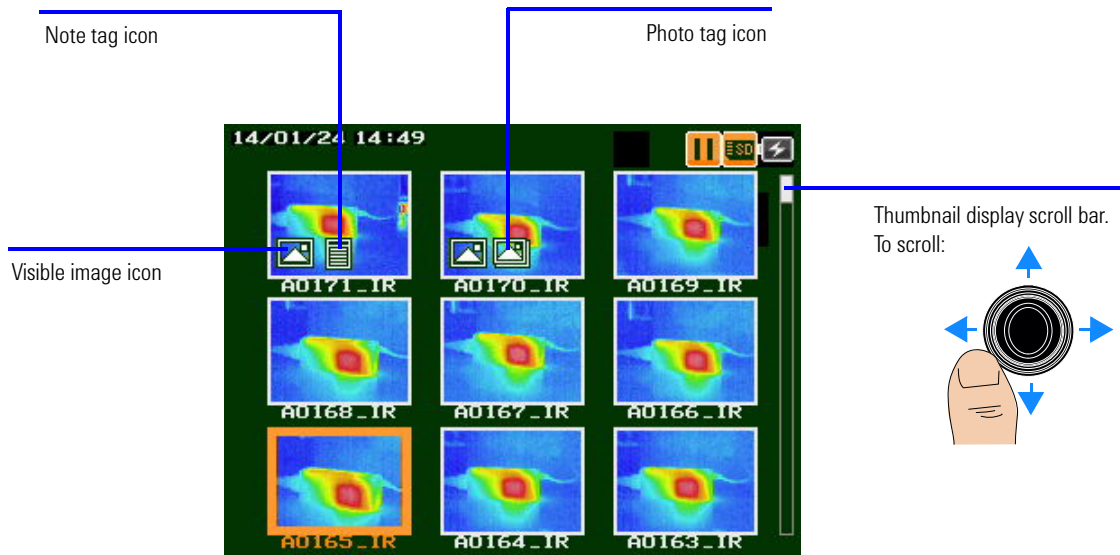 Note tag icon
Photo tag icon
14/01/24 14:49
SD
Thumbnail display scroll bar.
To scroll:
Visible image icon
A0171_IR
A0170_IR
A0169_IR
A0168_IR
A0167_IR
A0166_IR
A0165_IR
A0164_IR
A0163_IR